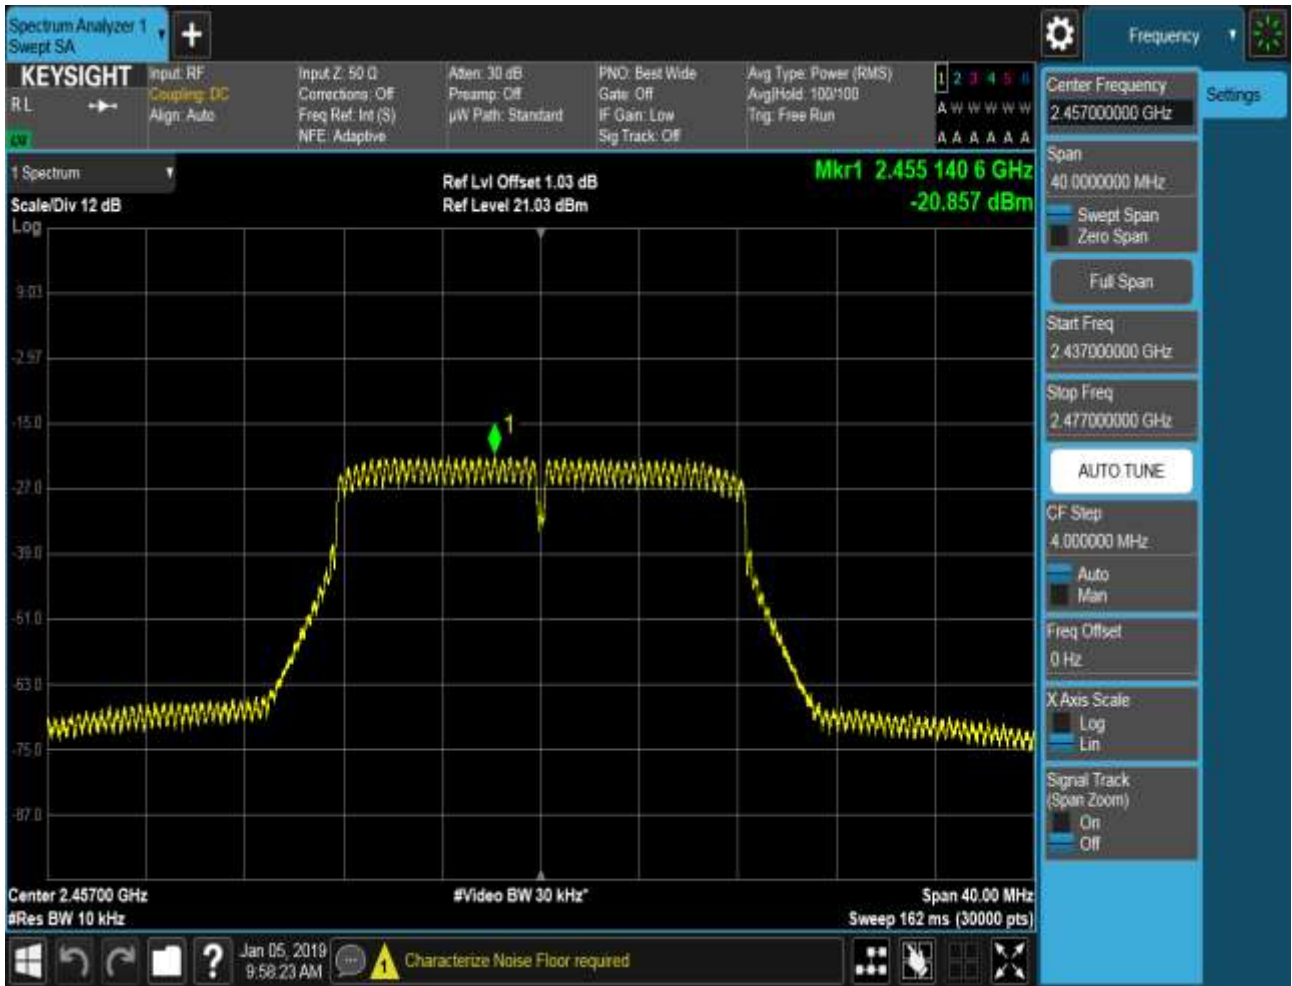 Spectrum Analyzer 1
Swept SA
+
Frequency
KEYSIGHT
RL
Input: RF
Coupling: DC
Align: Auto
Input Z: 50 Ω
Corrections: Off
Freq Ref: Int (S)
NFE: Adaptive
Atten: 30 dB
Preamp: Off
µW Path: Standard
PNO: Best Wide
Gate: Off
IF Gain: Low
Sig Track: Off
Avg Type: Power (RMS)
Avg|Hold: 100/100
Trig: Free Run
1 2 3 4 5 6
A W W W W W
A A A A A A
1 Spectrum
Scale/Div 12 dB
Log
Ref Lvl Offset 1.03 dB
Ref Level 21.03 dBm
Mkr1 2.455 140 6 GHz
-20.857 dBm
9.03
-2.97
-15.0
-27.0
-39.0
-51.0
-63.0
-75.0
-87.0
1
Center 2.45700 GHz
#Res BW 10 kHz
#Video BW 30 kHz*
Span 40.00 MHz
Sweep 162 ms (30000 pts)
Jan 05, 2019
9:58:23 AM
Characterize Noise Floor required
Center Frequency
2.457000000 GHz
Settings
Span
40.0000000 MHz
Swept Span
Zero Span
Full Span
Start Freq
2.437000000 GHz
Stop Freq
2.477000000 GHz
AUTO TUNE
CF Step
4.000000 MHz
Auto
Man
Freq Offset
0 Hz
X Axis Scale
Log
Lin
Signal Track
(Span Zoom)
On
Off